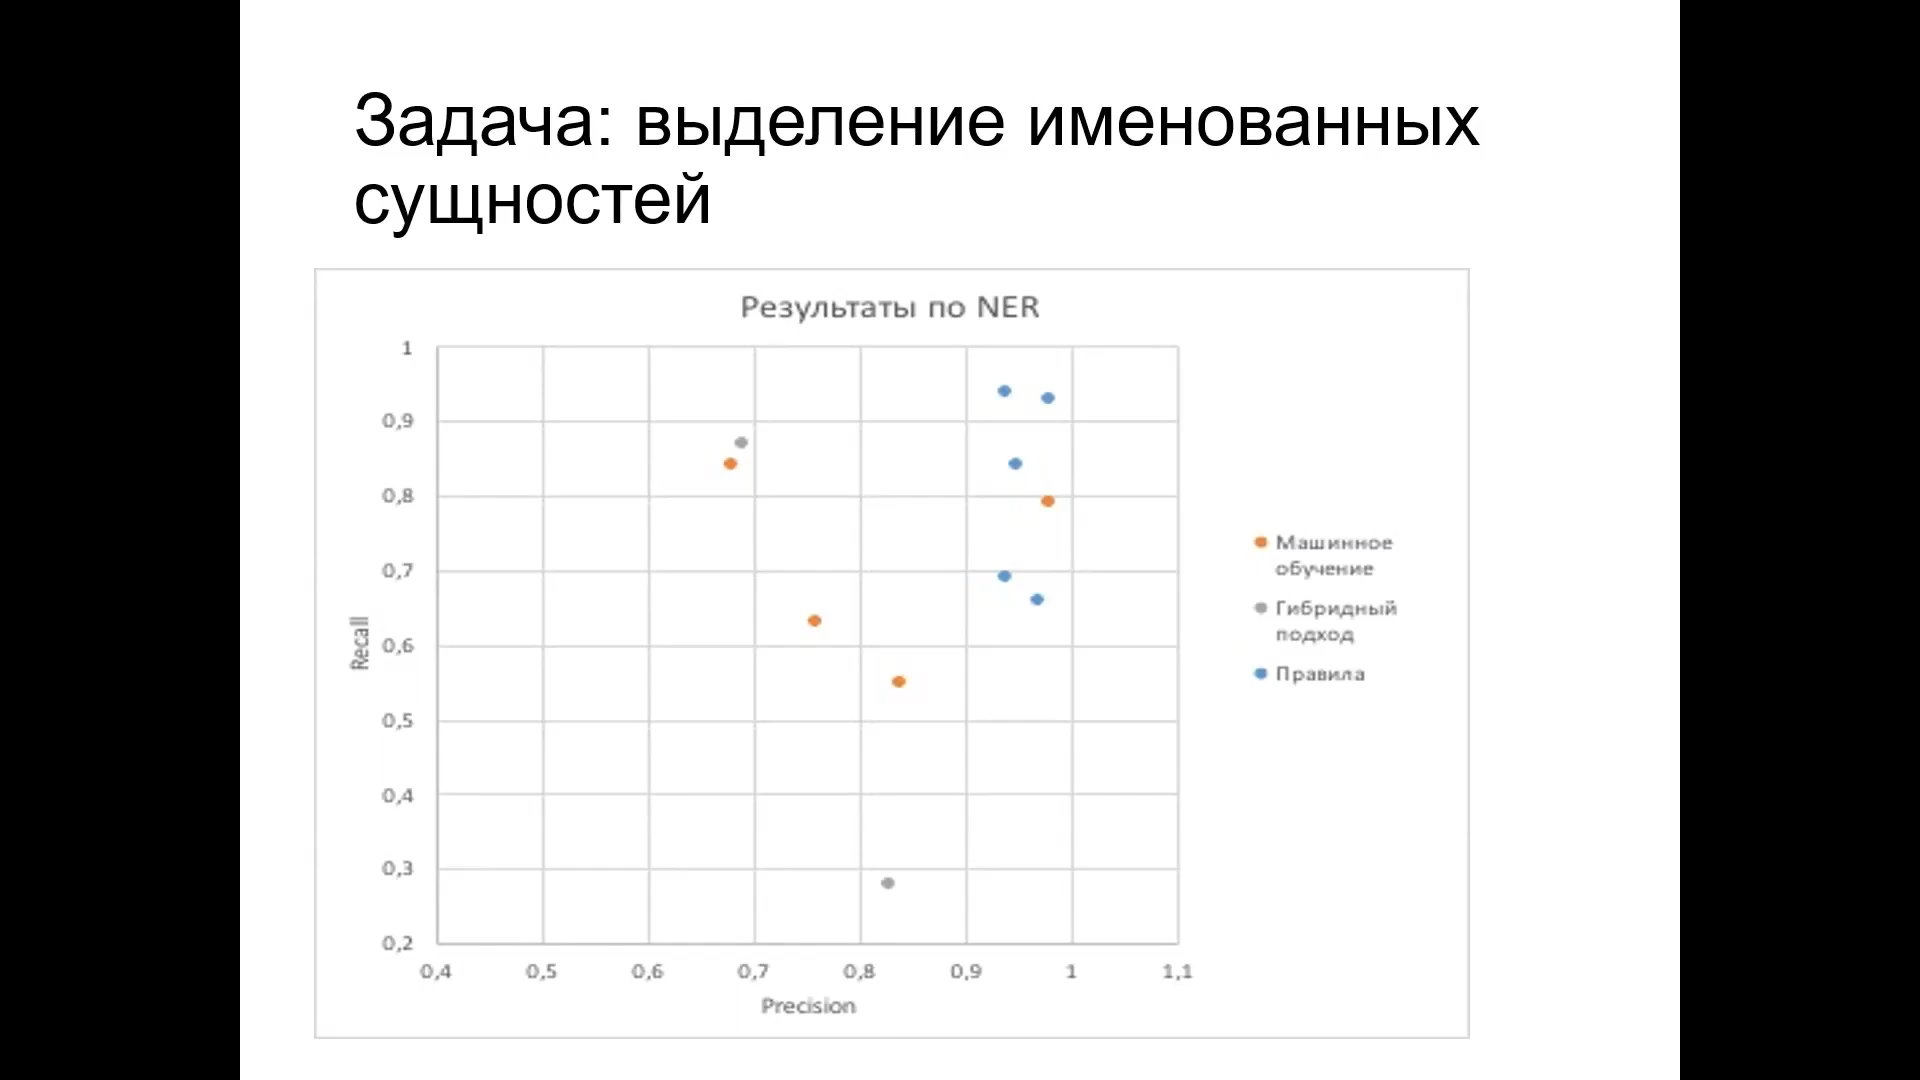 Задача: выделение именованных
сущностей
Результаты по NER
1
0,9
0,8
0,7
0,6
0,5
0,4
0,3
0,2
Recall
0,4 0,5 0,6 0,7 0,8 0,9 1 1,1
Precision
Машинное
обучение
Гибридный
подход
Правила